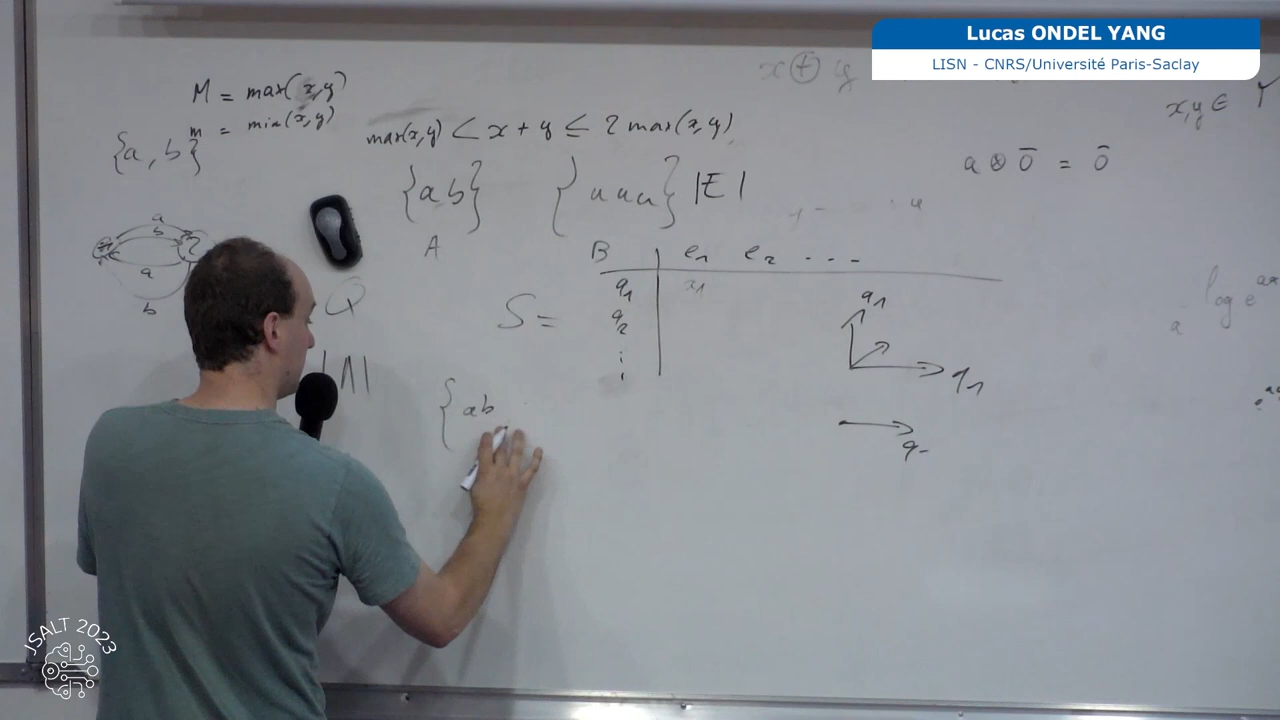 Lucas ONDEL YANG
LISN - CNRS/Université Paris-Saclay
x ⊕ y
x,y ∈
M = max(x,y)
m = min(x,y)
{a, b}
max(x,y) < x + y ≤ 2 max(x,y)
a ⊗ 0̄ = 0̄
{ab} {aaa} |E|
A B e1 e2 ...
a
b
a
b
Q
S = q1 x1
q2
q1
q1
log e
a
{ab
JSALT 2023